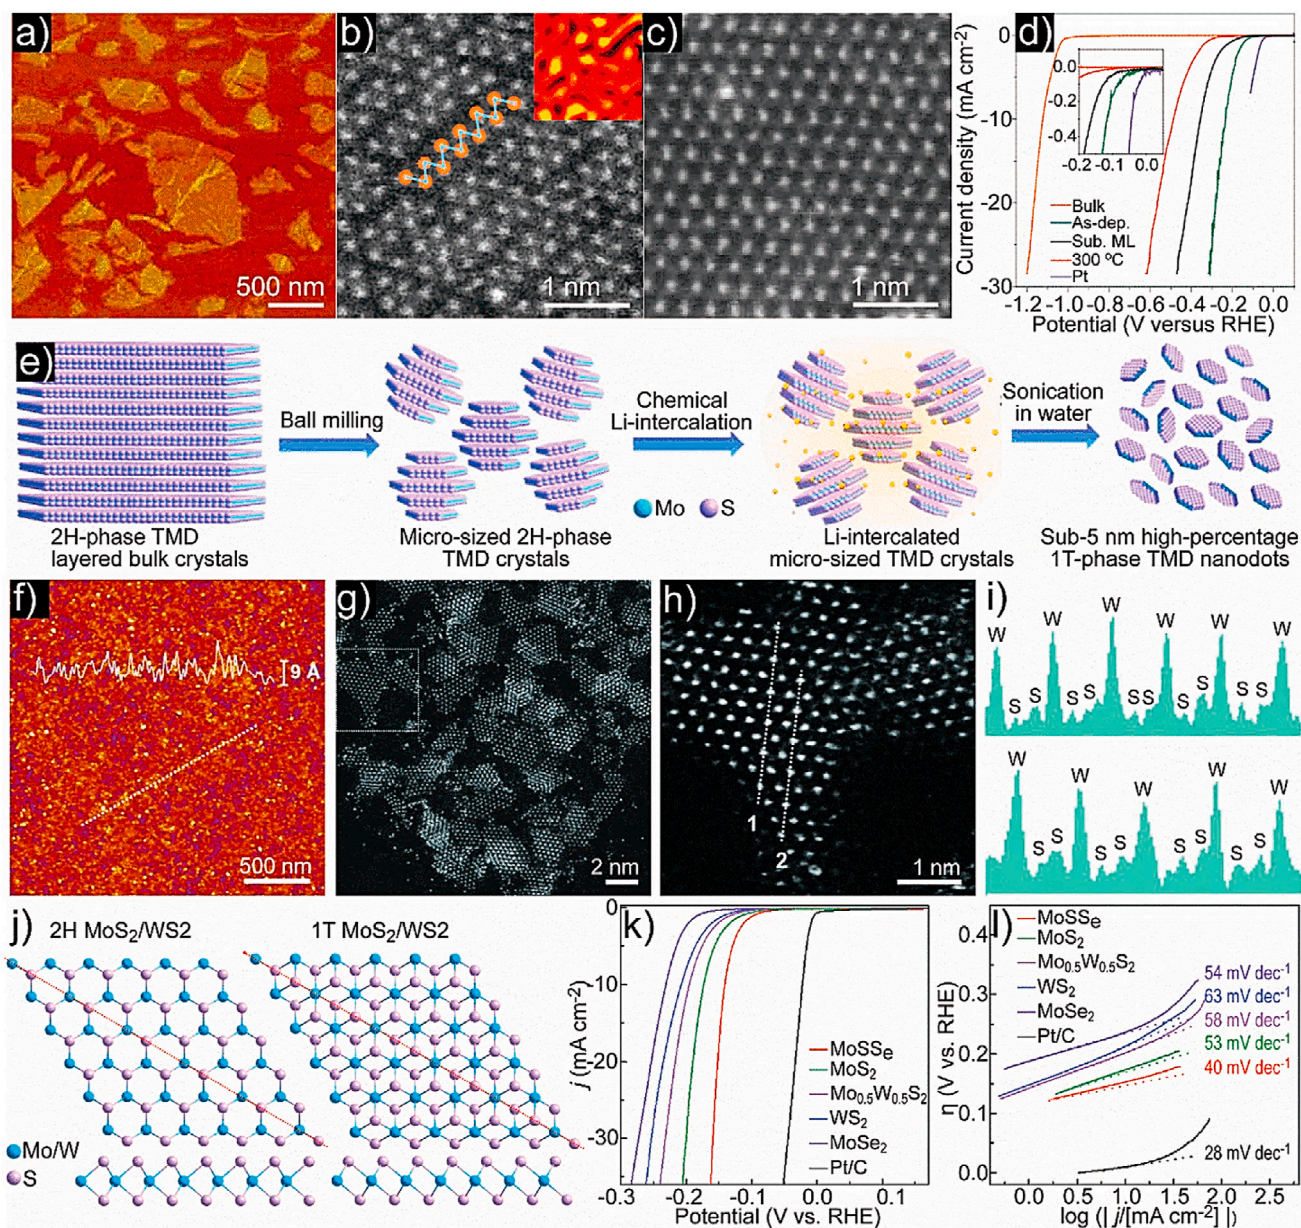 a)
500 nm
b)
1 nm
c)
1 nm
d)
Current density (mA cm-2)
0
-10
-20
-30
-1.2 -1.0 -0.8 -0.6 -0.4 -0.2 0.0
Potential (V versus RHE)
0.0
-0.2
-0.4
-0.2 -0.1 0.0
Bulk
As-dep.
Sub. ML
300 ºC
Pt
e)
Ball milling
Chemical
Li-intercalation
Sonication
in water
Mo
S
2H-phase TMD
layered bulk crystals
Micro-sized 2H-phase
TMD crystals
Li-intercalated
micro-sized TMD crystals
Sub-5 nm high-percentage
1T-phase TMD nanodots
f)
9 Å
500 nm
g)
2 nm
h)
1
2
1 nm
i)
W W W W W W
S S S S S S S S S S
W W W W W
S S S S S S S S
j)
2H MoS2/WS2
1T MoS2/WS2
Mo/W
S
k)
j (mA cm-2)
0
-10
-20
-30
-0.3 -0.2 -0.1 0.0 0.1
Potential (V vs. RHE)
MoSSe
MoS2
Mo0.5W0.5S2
WS2
MoSe2
Pt/C
l)
η (V vs. RHE)
0.4
0.3
0.2
0.1
0.0
0.0 0.5 1.0 1.5 2.0 2.5
log (| j/[mA cm-2] |)
MoSSe
MoS2
Mo0.5W0.5S2
WS2
MoSe2
Pt/C
54 mV dec-1
63 mV dec-1
58 mV dec-1
53 mV dec-1
40 mV dec-1
28 mV dec-1